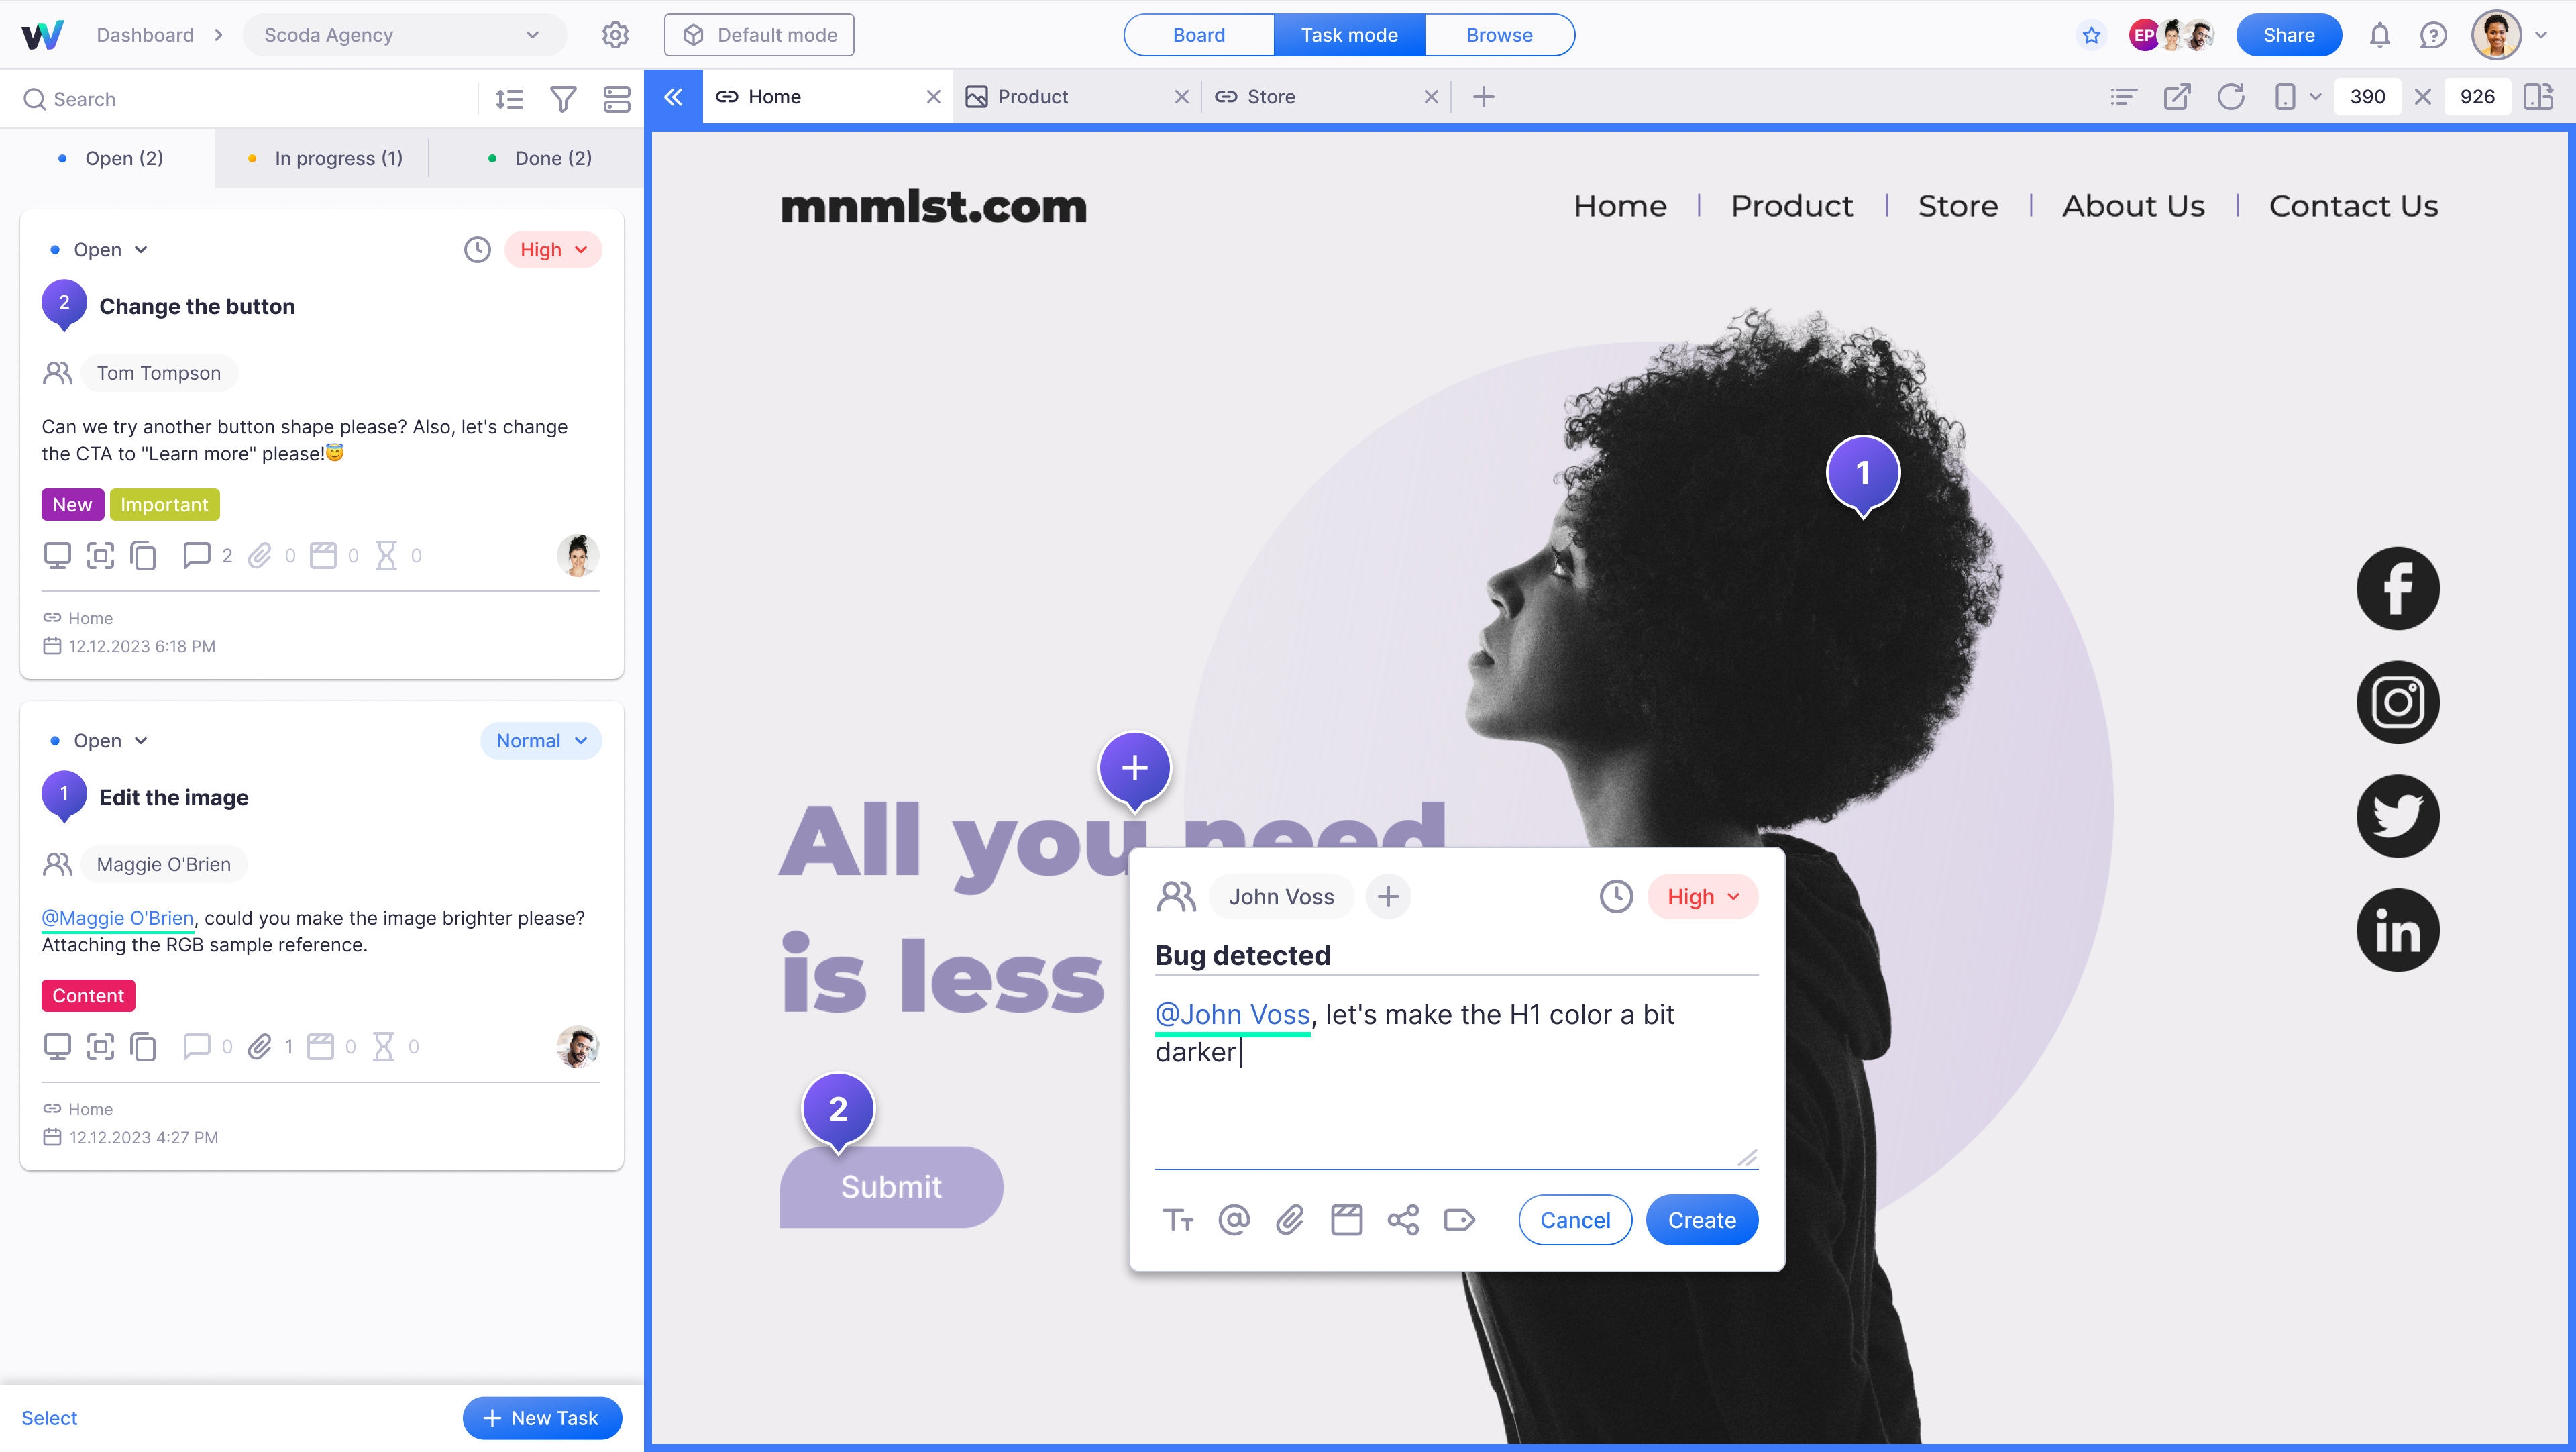 Dashboard
Scoda Agency
Default mode
Board
Task mode
Browse
EP
Share
Search
Home
Product
Store
390
926
Open (2)
In progress (1)
Done (2)
Open
High
2
Change the button
Tom Tompson
Can we try another button shape please? Also, let's change
the CTA to "Learn more" please!😇
New
Important
2
0
0
0
Home
12.12.2023 6:18 PM
Open
Normal
1
Edit the image
Maggie O'Brien
@Maggie O'Brien, could you make the image brighter please?
Attaching the RGB sample reference.
Content
0
1
0
0
Home
12.12.2023 4:27 PM
Select
New Task
mnmlst.com
Home
Product
Store
About Us
Contact Us
1
All you need
is less
2
Submit
John Voss
High
Bug detected
@John Voss, let's make the H1 color a bit
darker
Cancel
Create
f
in